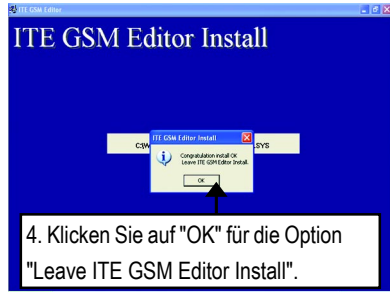 ITE GSM Editor
ITE GSM Editor Install
ITE GSM Editor Install
C:\W
.SYS
Congratulation install OK
Leave ITE GSM Editor Install.
OK
4. Klicken Sie auf "OK" für die Option
"Leave ITE GSM Editor Install".